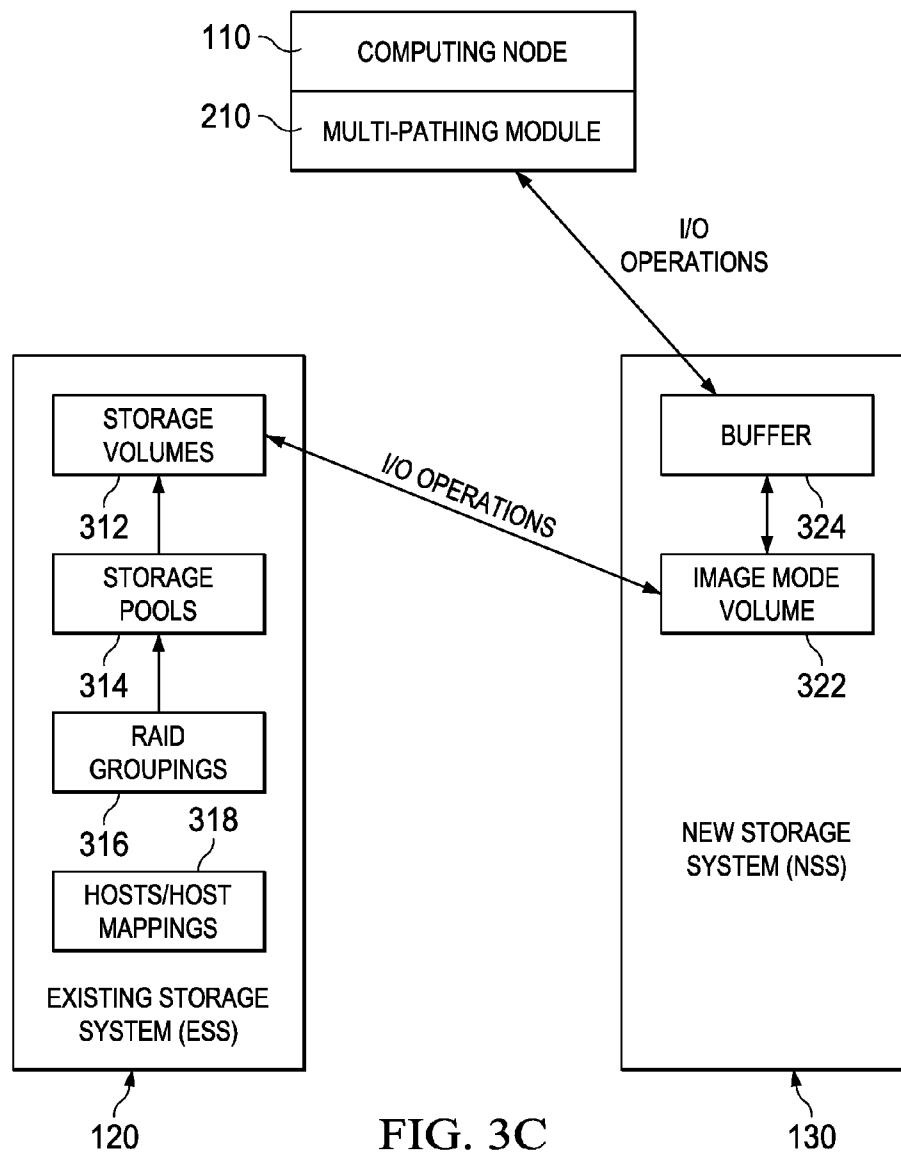 110
COMPUTING NODE
210
MULTI-PATHING MODULE
I/O
OPERATIONS
STORAGE
VOLUMES
312
I/O OPERATIONS
BUFFER
324
STORAGE
POOLS
314
IMAGE MODE
VOLUME
322
RAID
GROUPINGS
316
318
HOSTS/HOST
MAPPINGS
NEW STORAGE
SYSTEM (NSS)
EXISTING STORAGE
SYSTEM (ESS)
120
FIG. 3C
130